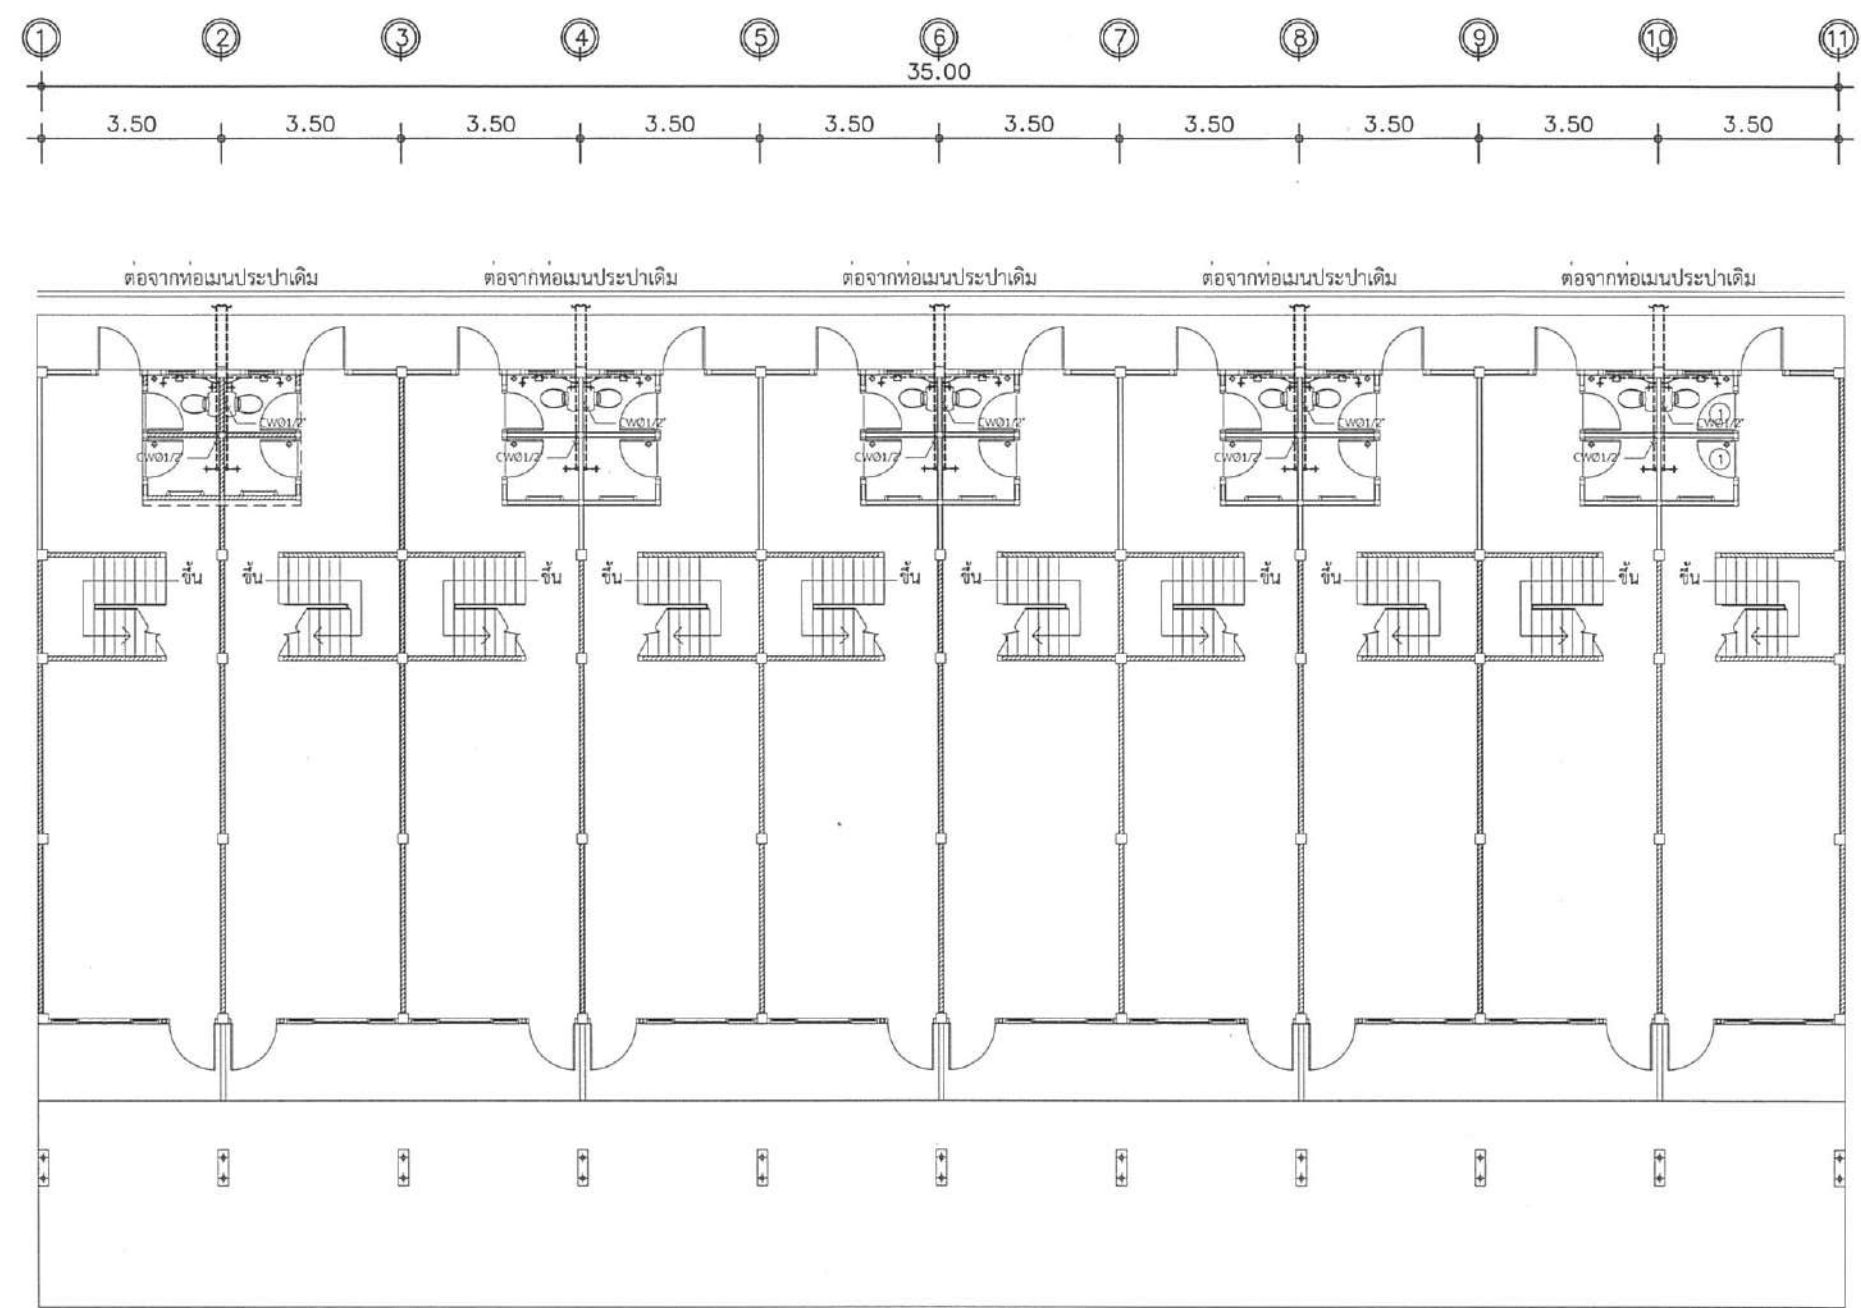 1 2 3 4 5 6 7 8 9 10 11
35.00
3.50 3.50 3.50 3.50 3.50 3.50 3.50 3.50 3.50 3.50
ตอจากทอเมนประปาเดิม ตอจากทอเมนประปาเดิม ตอจากทอเมนประปาเดิม ตอจากทอเมนประปาเดิม ตอจากทอเมนประปาเดิม
1
CWØ1/2" CWØ1/2" CWØ1/2" CWØ1/2" CWØ1/2"
CWØ1/2" CWØ1/2" CWØ1/2" CWØ1/2" CWØ1/2" 1
ขึ้น ขึ้น ขึ้น ขึ้น ขึ้น ขึ้น ขึ้น ขึ้น ขึ้น ขึ้น